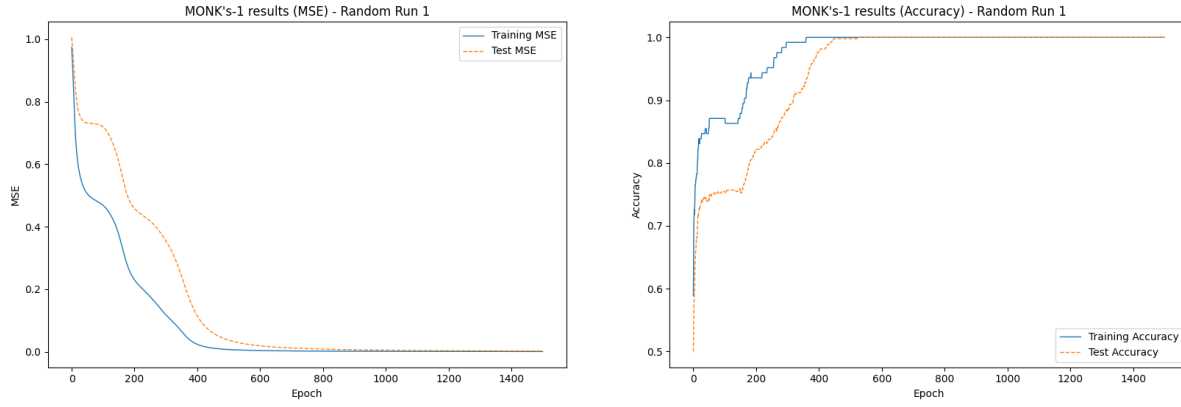 MONK's-1 results (MSE) - Random Run 1
1.0
0.8
0.6
0.4
0.2
0.0
MSE
Training MSE
Test MSE
0
200
400
600
800
1000
1200
1400
Epoch
MONK's-1 results (Accuracy) - Random Run 1
1.0
0.9
0.8
0.7
0.6
0.5
Accuracy
Training Accuracy
Test Accuracy
0
200
400
600
800
1000
1200
1400
Epoch